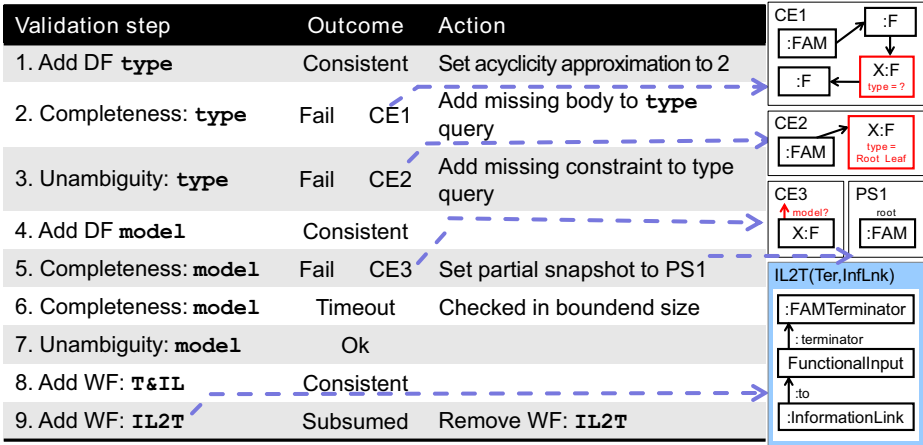 Validation step Outcome Action
1. Add DF type Consistent Set acyclicity approximation to 2
2. Completeness: type Fail CE1 Add missing body to type
query
3. Unambiguity: type Fail CE2 Add missing constraint to type
query
4. Add DF model Consistent
5. Completeness: model Fail CE3 Set partial snapshot to PS1
6. Completeness: model Timeout Checked in boundend size
7. Unambiguity: model Ok
8. Add WF: T&IL Consistent
9. Add WF: IL2T Subsumed Remove WF: IL2T
CE1
:F
:FAM
X:F
type = ?
:F
CE2
X:F
type =
Root Leaf
:FAM
CE3
model?
X:F
PS1
root
:FAM
IL2T(Ter,InfLnk)
:FAMTerminator
: terminator
FunctionalInput
:to
:InformationLink